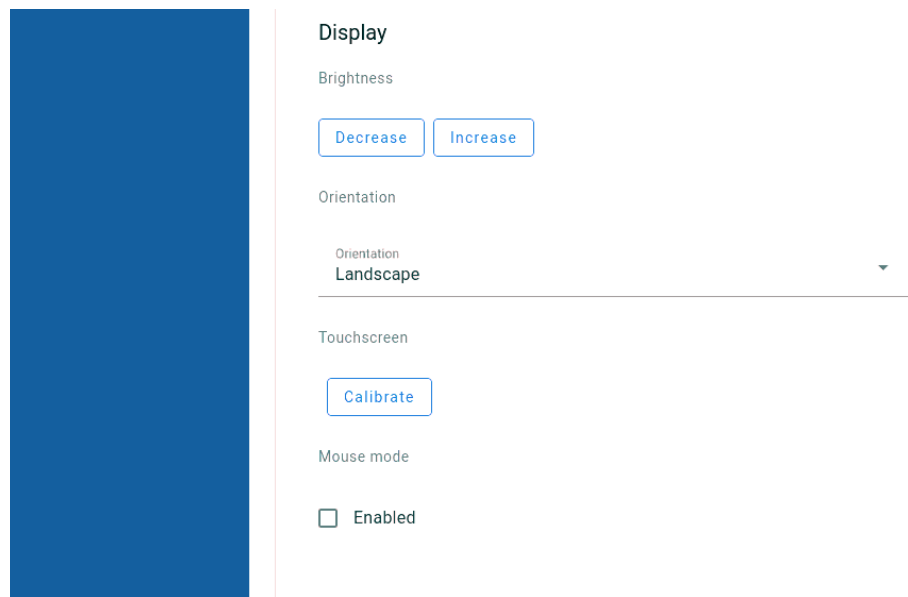 Display
Brightness
Decrease Increase
Orientation
Orientation
Landscape
Touchscreen
Calibrate
Mouse mode
Enabled